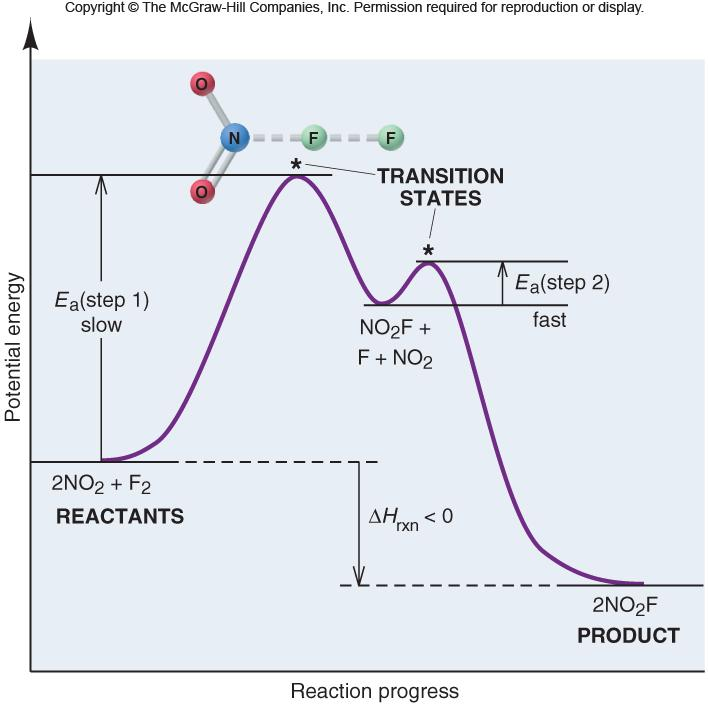 Copyright © The McGraw-Hill Companies, Inc. Permission required for reproduction or display.
O
N
F
F
O
*
TRANSITION
STATES
*
Eₐ(step 1)
slow
Eₐ(step 2)
fast
NO₂F +
F + NO₂
Potential energy
2NO₂ + F₂
REACTANTS
ΔHᵣₓₙ < 0
2NO₂F
PRODUCT
Reaction progress